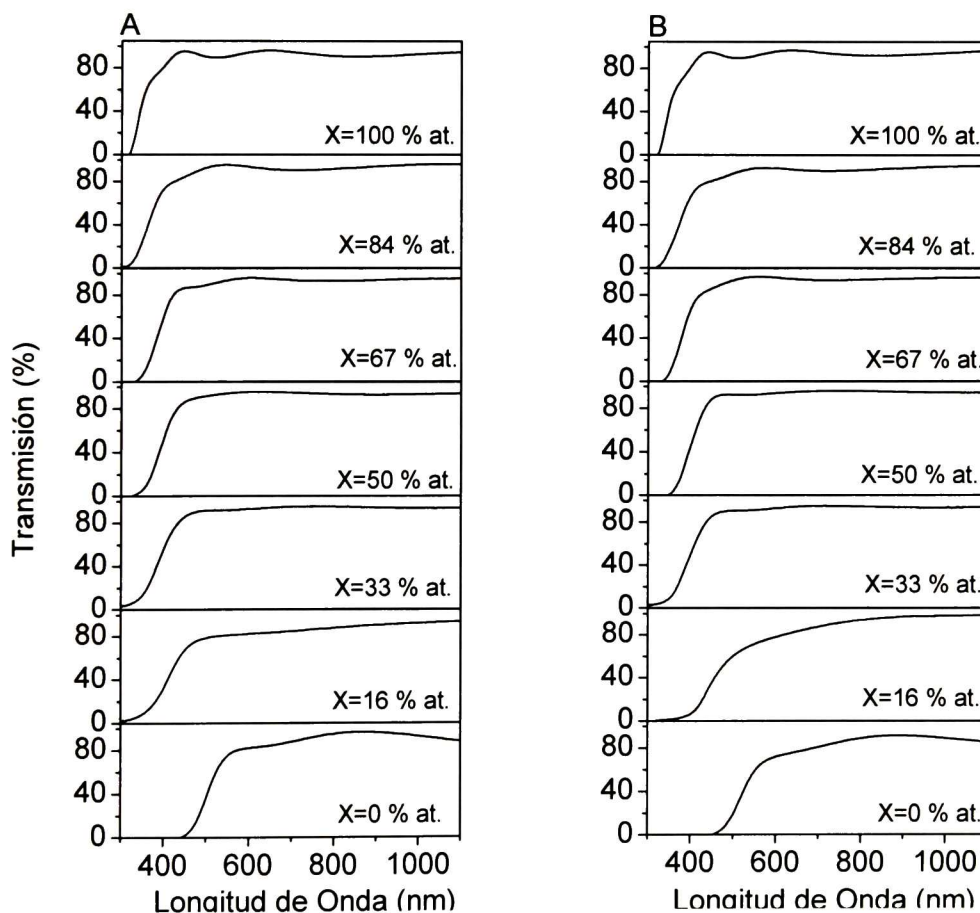 A
80
40
0
X=100 % at.
80
40
0
X=84 % at.
80
40
0
X=67 % at.
80
40
0
X=50 % at.
80
40
0
X=33 % at.
80
40
0
X=16 % at.
80
40
0
X=0 % at.
400 600 800 1000
Longitud de Onda (nm)
Transmisión (%)
B
80
40
0
X=100 % at.
80
40
0
X=84 % at.
80
40
0
X=67 % at.
80
40
0
X=50 % at.
80
40
0
X=33 % at.
80
40
0
X=16 % at.
80
40
0
X=0 % at.
400 600 800 1000
Longitud de Onda (nm)